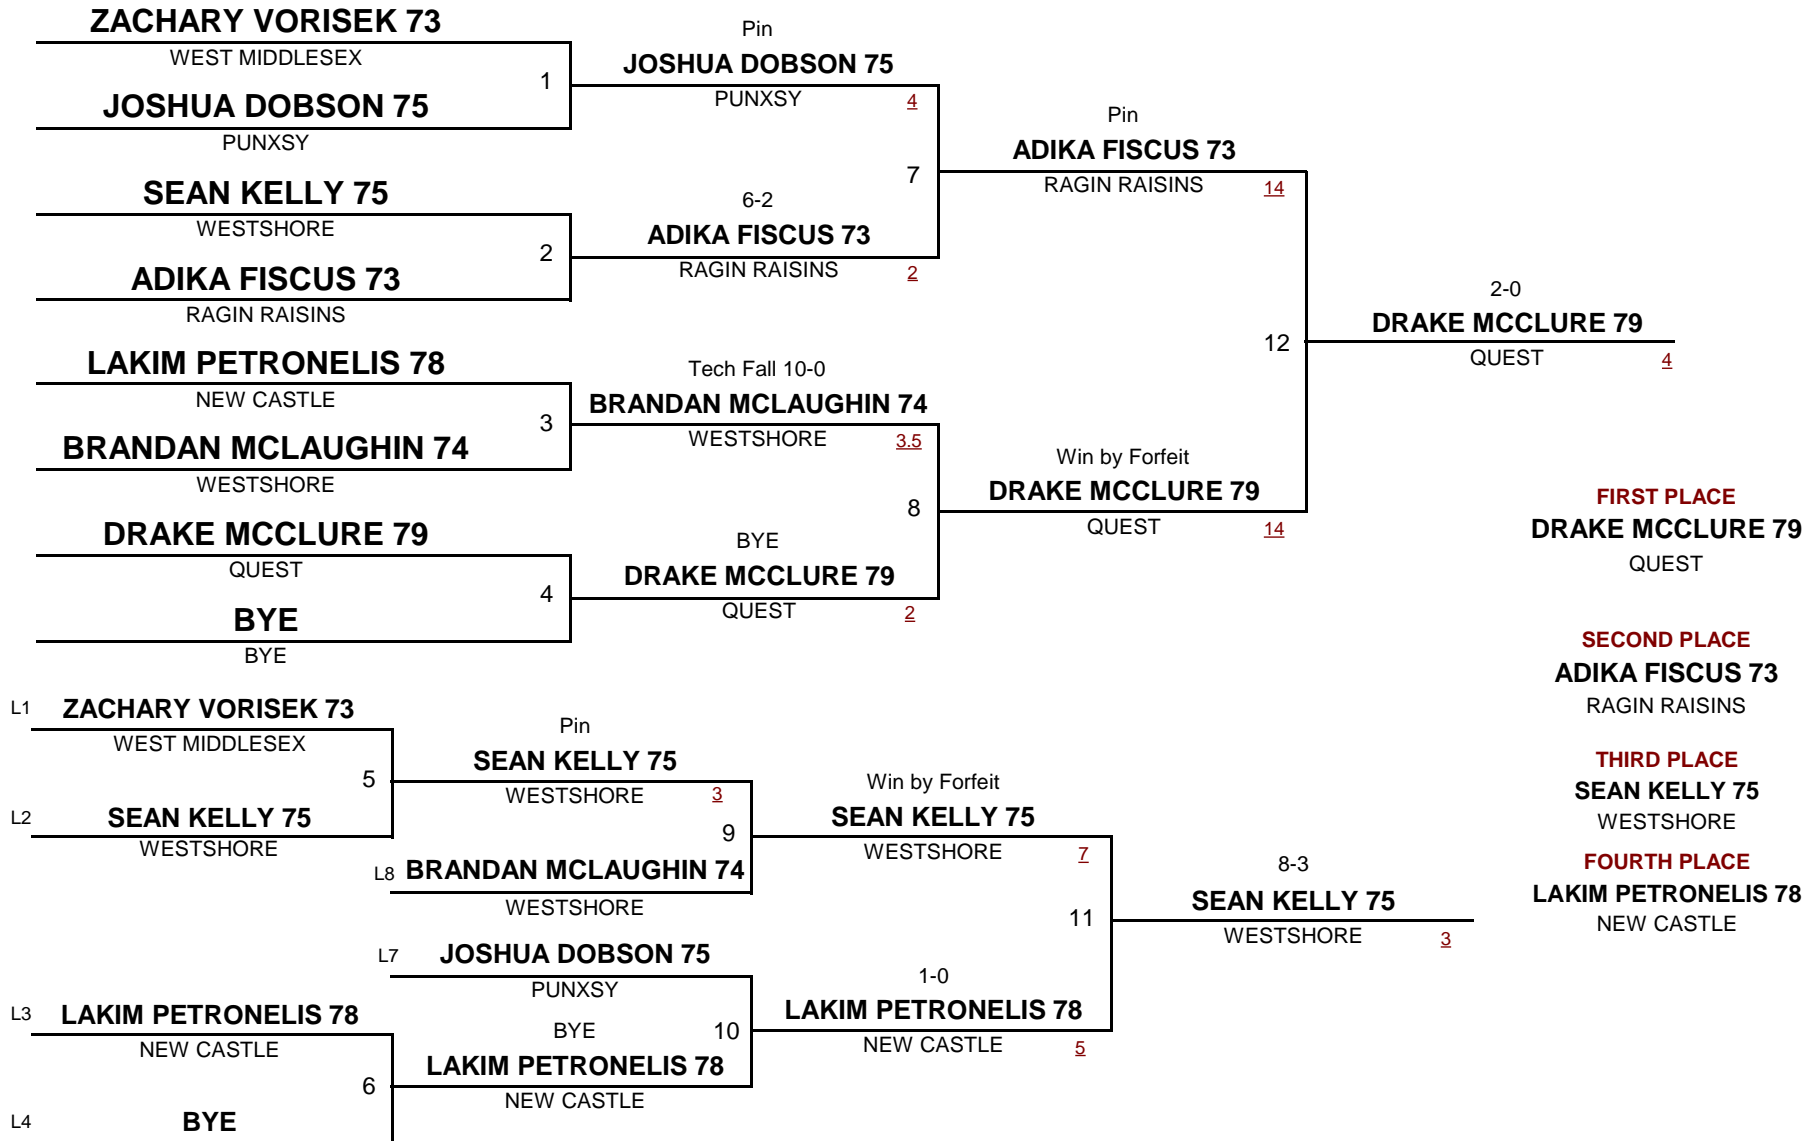 ZACHARY VORISEK 73
WEST MIDDLESEX
1
JOSHUA DOBSON 75
PUNXSY
Pin
JOSHUA DOBSON 75
PUNXSY
4
SEAN KELLY 75
WESTSHORE
2
ADIKA FISCUS 73
RAGIN RAISINS
6-2
ADIKA FISCUS 73
RAGIN RAISINS
2
7
Pin
ADIKA FISCUS 73
RAGIN RAISINS
14
LAKIM PETRONELIS 78
NEW CASTLE
3
BRANDAN MCLAUGHIN 74
WESTSHORE
Tech Fall 10-0
BRANDAN MCLAUGHIN 74
WESTSHORE
3.5
DRAKE MCCLURE 79
QUEST
4
BYE
BYE
BYE
DRAKE MCCLURE 79
QUEST
2
8
Win by Forfeit
DRAKE MCCLURE 79
QUEST
14
12
2-0
DRAKE MCCLURE 79
QUEST
4
FIRST PLACE
DRAKE MCCLURE 79
QUEST
SECOND PLACE
ADIKA FISCUS 73
RAGIN RAISINS
THIRD PLACE
SEAN KELLY 75
WESTSHORE
FOURTH PLACE
LAKIM PETRONELIS 78
NEW CASTLE
L1 ZACHARY VORISEK 73
WEST MIDDLESEX
5
L2 SEAN KELLY 75
WESTSHORE
Pin
SEAN KELLY 75
WESTSHORE
3
9
L8 BRANDAN MCLAUGHIN 74
WESTSHORE
Win by Forfeit
SEAN KELLY 75
WESTSHORE
7
L7 JOSHUA DOBSON 75
PUNXSY
L3 LAKIM PETRONELIS 78
NEW CASTLE
6
L4 BYE
BYE
10
LAKIM PETRONELIS 78
NEW CASTLE
1-0
LAKIM PETRONELIS 78
NEW CASTLE
5
11
8-3
SEAN KELLY 75
WESTSHORE
3